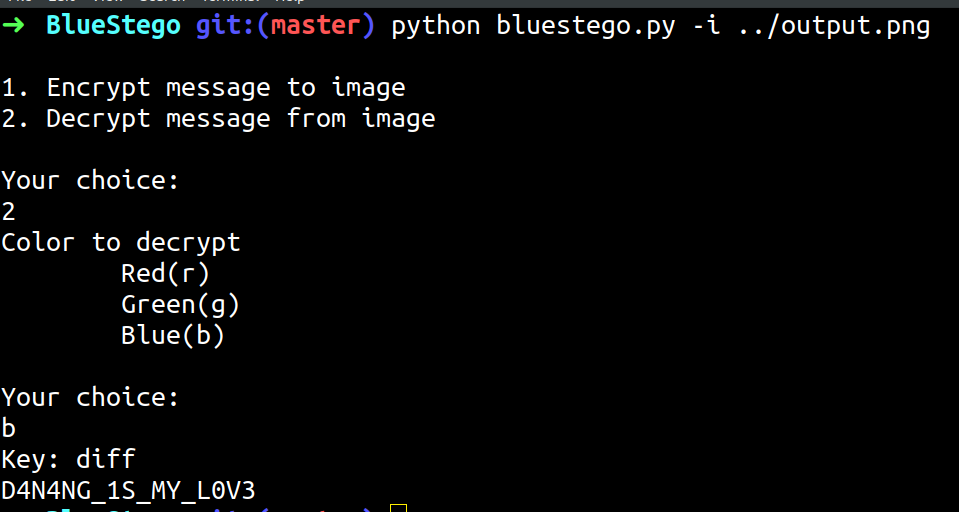 ➜ BlueStego git:(master) python bluestego.py -i ../output.png
1. Encrypt message to image
2. Decrypt message from image
Your choice:
2
Color to decrypt
Red(r)
Green(g)
Blue(b)
Your choice:
b
Key: diff
D4N4NG_1S_MY_L0V3